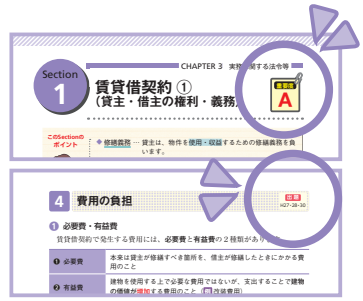 CHAPTER 3 実務に関する法令等
Section
1
賃貸借契約 ①
(貸主・借主の権利・義務)
重要度
A
このSectionの
ポイント
◆ 修繕義務 … 貸主は、物件を使用・収益するための修繕義務を負
います。
4 費用の負担
出題
H27-28-30
❶ 必要費・有益費
賃貸借契約で発生する費用には、必要費と有益費の2種類があり
❶ 必要費
本来は貸主が修繕すべき箇所を、借主が修繕したときにかかる費
用のこと
❷ 有益費
建物を使用する上で必要な費用ではないが、支出することで建物
の価値が増加する費用のこと(例 改装費用)